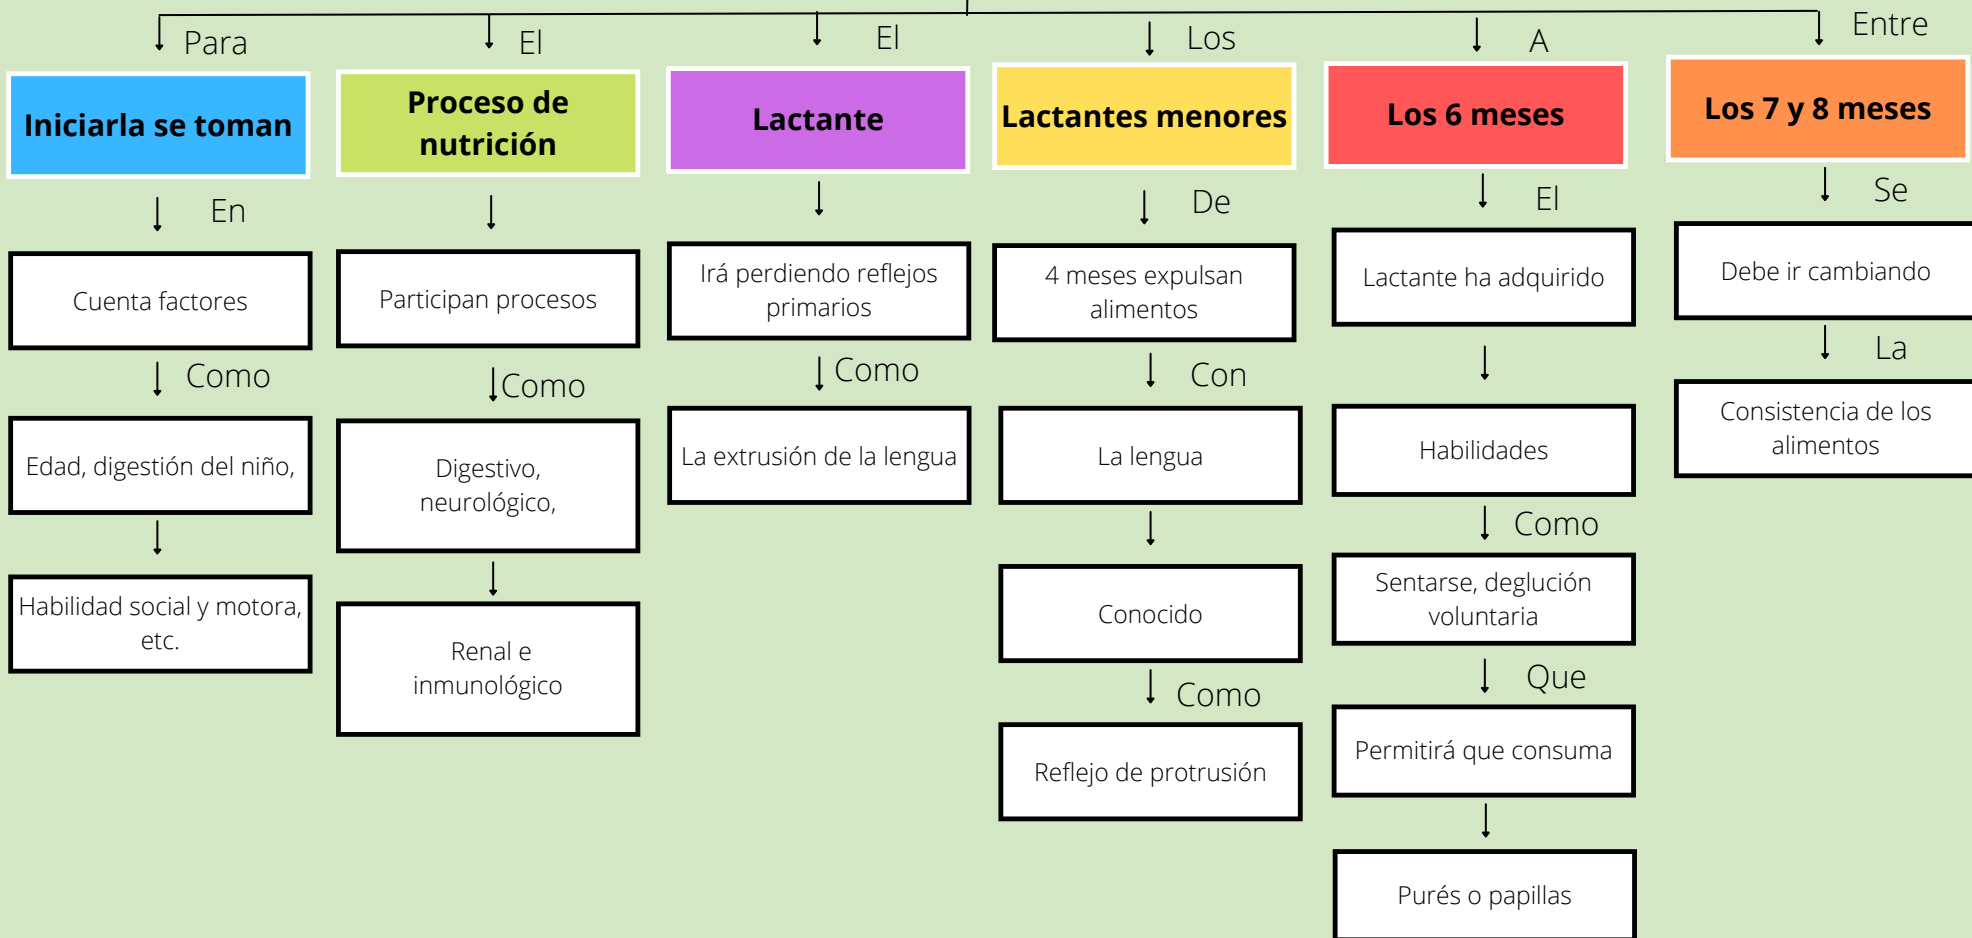 Para
Iniciarla se toman
En
Cuenta factores
Como
Edad, digestión del niño,
Habilidad social y motora,
etc.
El
Proceso de
nutrición
Participan procesos
Como
Digestivo,
neurológico,
Renal e
inmunológico
El
Lactante
Irá perdiendo reflejos
primarios
Como
La extrusión de la lengua
Los
Lactantes menores
De
4 meses expulsan
alimentos
Con
La lengua
Conocido
Como
Reflejo de protrusión
A
Los 6 meses
El
Lactante ha adquirido
Habilidades
Como
Sentarse, deglución
voluntaria
Que
Permitirá que consuma
Purés o papillas
Entre
Los 7 y 8 meses
Se
Debe ir cambiando
La
Consistencia de los
alimentos